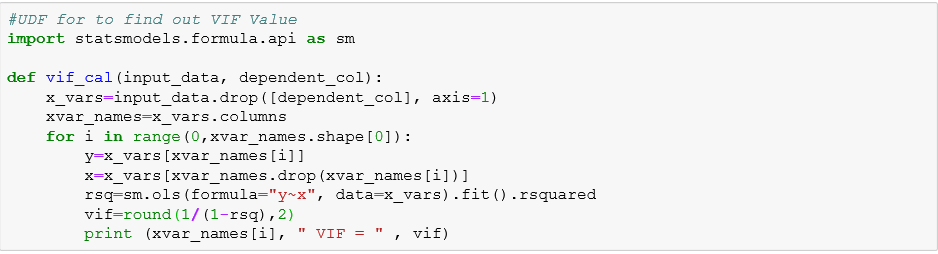 #UDF for to find out VIF Value
import statsmodels.formula.api as sm

def vif_cal(input_data, dependent_col):
    x_vars=input_data.drop([dependent_col], axis=1)
    xvar_names=x_vars.columns
    for i in range(0,xvar_names.shape[0]):
        y=x_vars[xvar_names[i]]
        x=x_vars[xvar_names.drop(xvar_names[i])]
        rsq=sm.ols(formula="y~x", data=x_vars).fit().rsquared
        vif=round(1/(1-rsq),2)
        print (xvar_names[i], " VIF = " , vif)